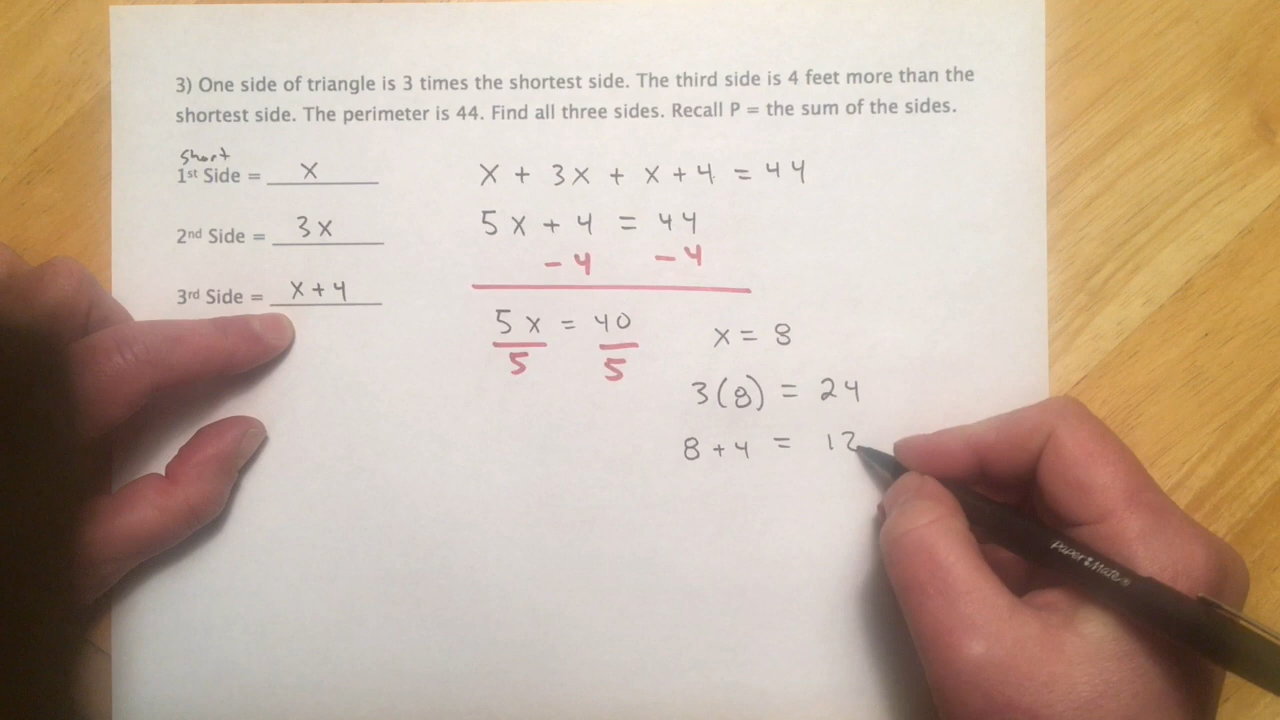 3) One side of triangle is 3 times the shortest side. The third side is 4 feet more than the
shortest side. The perimeter is 44. Find all three sides. Recall P = the sum of the sides.
Short
1st Side = x
2nd Side = 3x
3rd Side = x + 4
x + 3x + x + 4 = 44
5x + 4 = 44
- 4 - 4
5x = 40
5 5
x = 8
3(8) = 24
8 + 4 = 12
PAPER MATE®